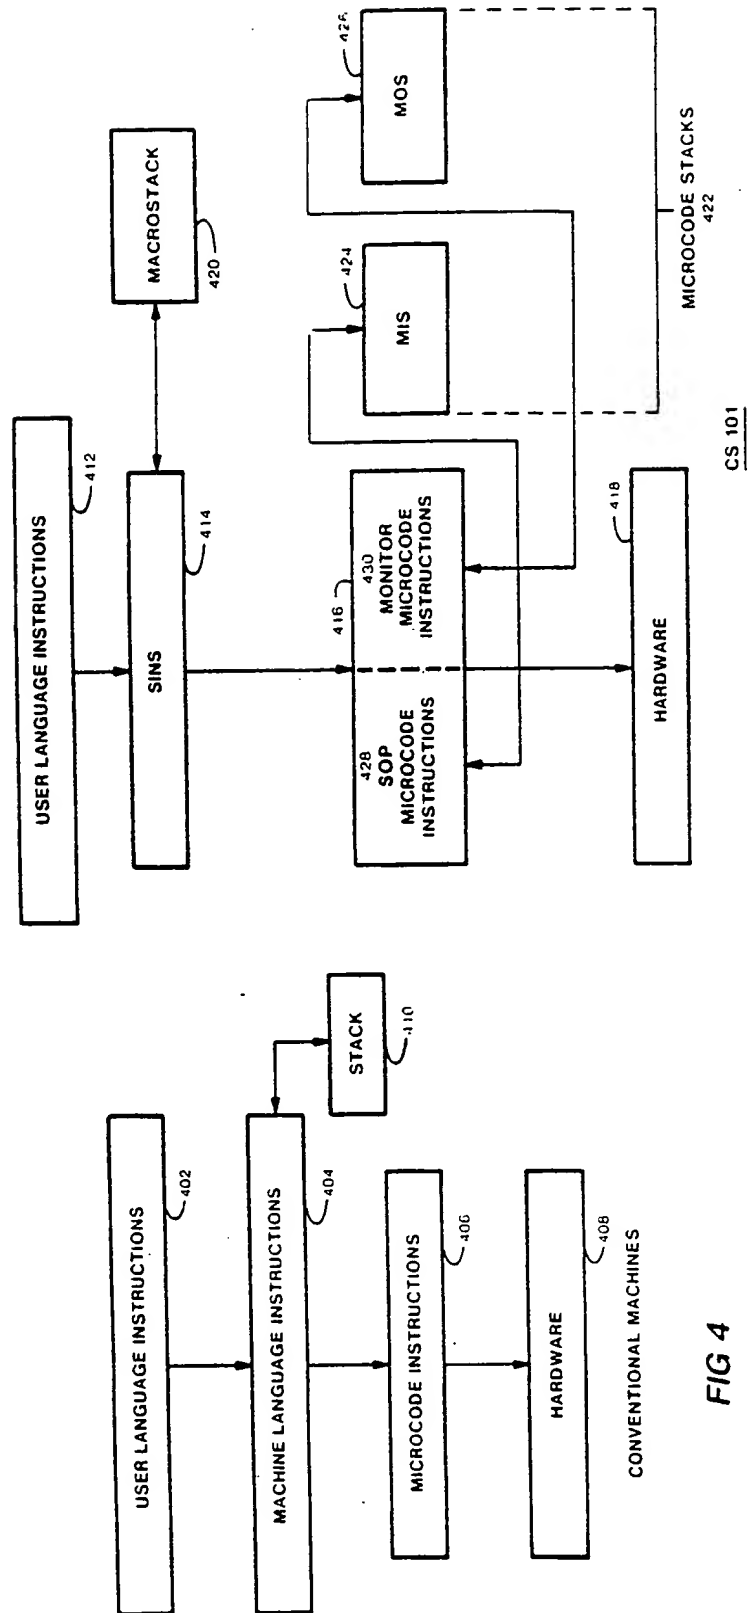 USER LANGUAGE INSTRUCTIONS
402
MACHINE LANGUAGE INSTRUCTIONS
404
STACK
410
MICROCODE INSTRUCTIONS
406
HARDWARE
408
CONVENTIONAL MACHINES
USER LANGUAGE INSTRUCTIONS
412
SINS
414
MACROSTACK
420
416
428
SOP
MICROCODE
INSTRUCTIONS
430
MONITOR
MICROCODE
INSTRUCTIONS
MIS
424
MOS
426
HARDWARE
418
MICROCODE STACKS
422
CS 101
FIG 4